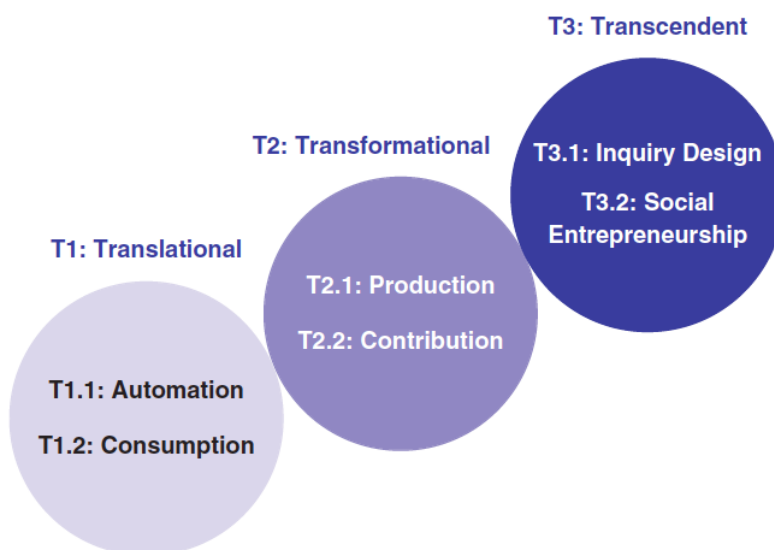 T3: Transcendent
T3.1: Inquiry Design
T3.2: Social
Entrepreneurship
T2: Transformational
T2.1: Production
T2.2: Contribution
T1: Translational
T1.1: Automation
T1.2: Consumption